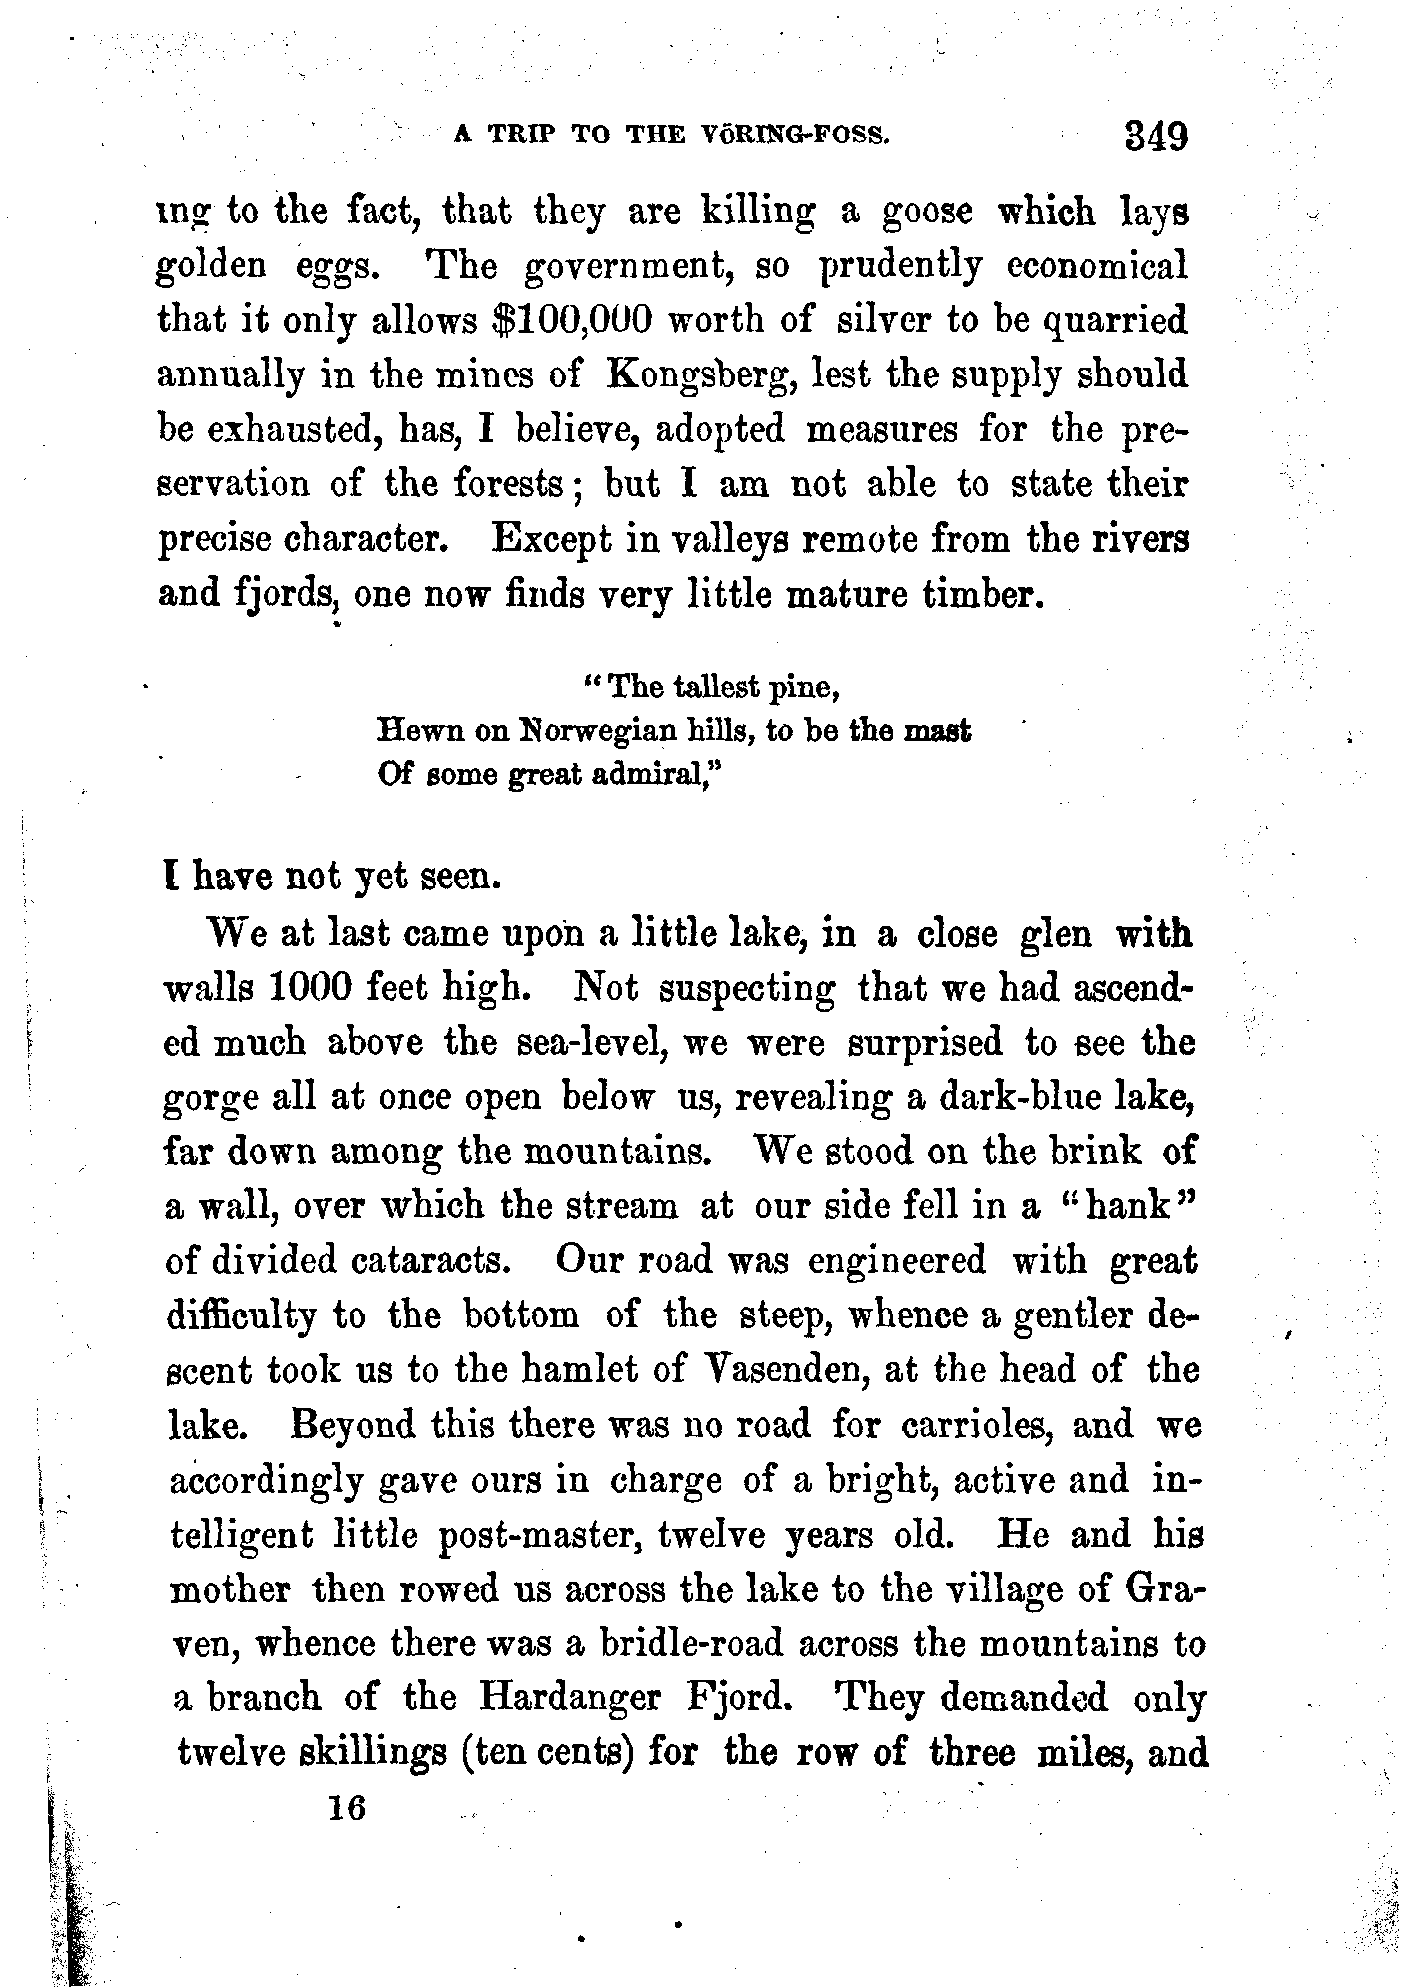 A TRIP TO THE VÖRING-FOSS. 349
ing to the fact, that they are killing a goose which lays
golden eggs. The government, so prudently economical
that it only allows $100,000 worth of silver to be quarried
annually in the mines of Kongsberg, lest the supply should
be exhausted, has, I believe, adopted measures for the pre-
servation of the forests; but I am not able to state their
precise character. Except in valleys remote from the rivers
and fjords, one now finds very little mature timber.
"The tallest pine,
Hewn on Norwegian hills, to be the mast
Of some great admiral,"
I have not yet seen.
We at last came upon a little lake, in a close glen with
walls 1000 feet high. Not suspecting that we had ascend-
ed much above the sea-level, we were surprised to see the
gorge all at once open below us, revealing a dark-blue lake,
far down among the mountains. We stood on the brink of
a wall, over which the stream at our side fell in a "hank"
of divided cataracts. Our road was engineered with great
difficulty to the bottom of the steep, whence a gentler de-
scent took us to the hamlet of Vasenden, at the head of the
lake. Beyond this there was no road for carrioles, and we
accordingly gave ours in charge of a bright, active and in-
telligent little post-master, twelve years old. He and his
mother then rowed us across the lake to the village of Gra-
ven, whence there was a bridle-road across the mountains to
a branch of the Hardanger Fjord. They demanded only
twelve skillings (ten cents) for the row of three miles, and
16